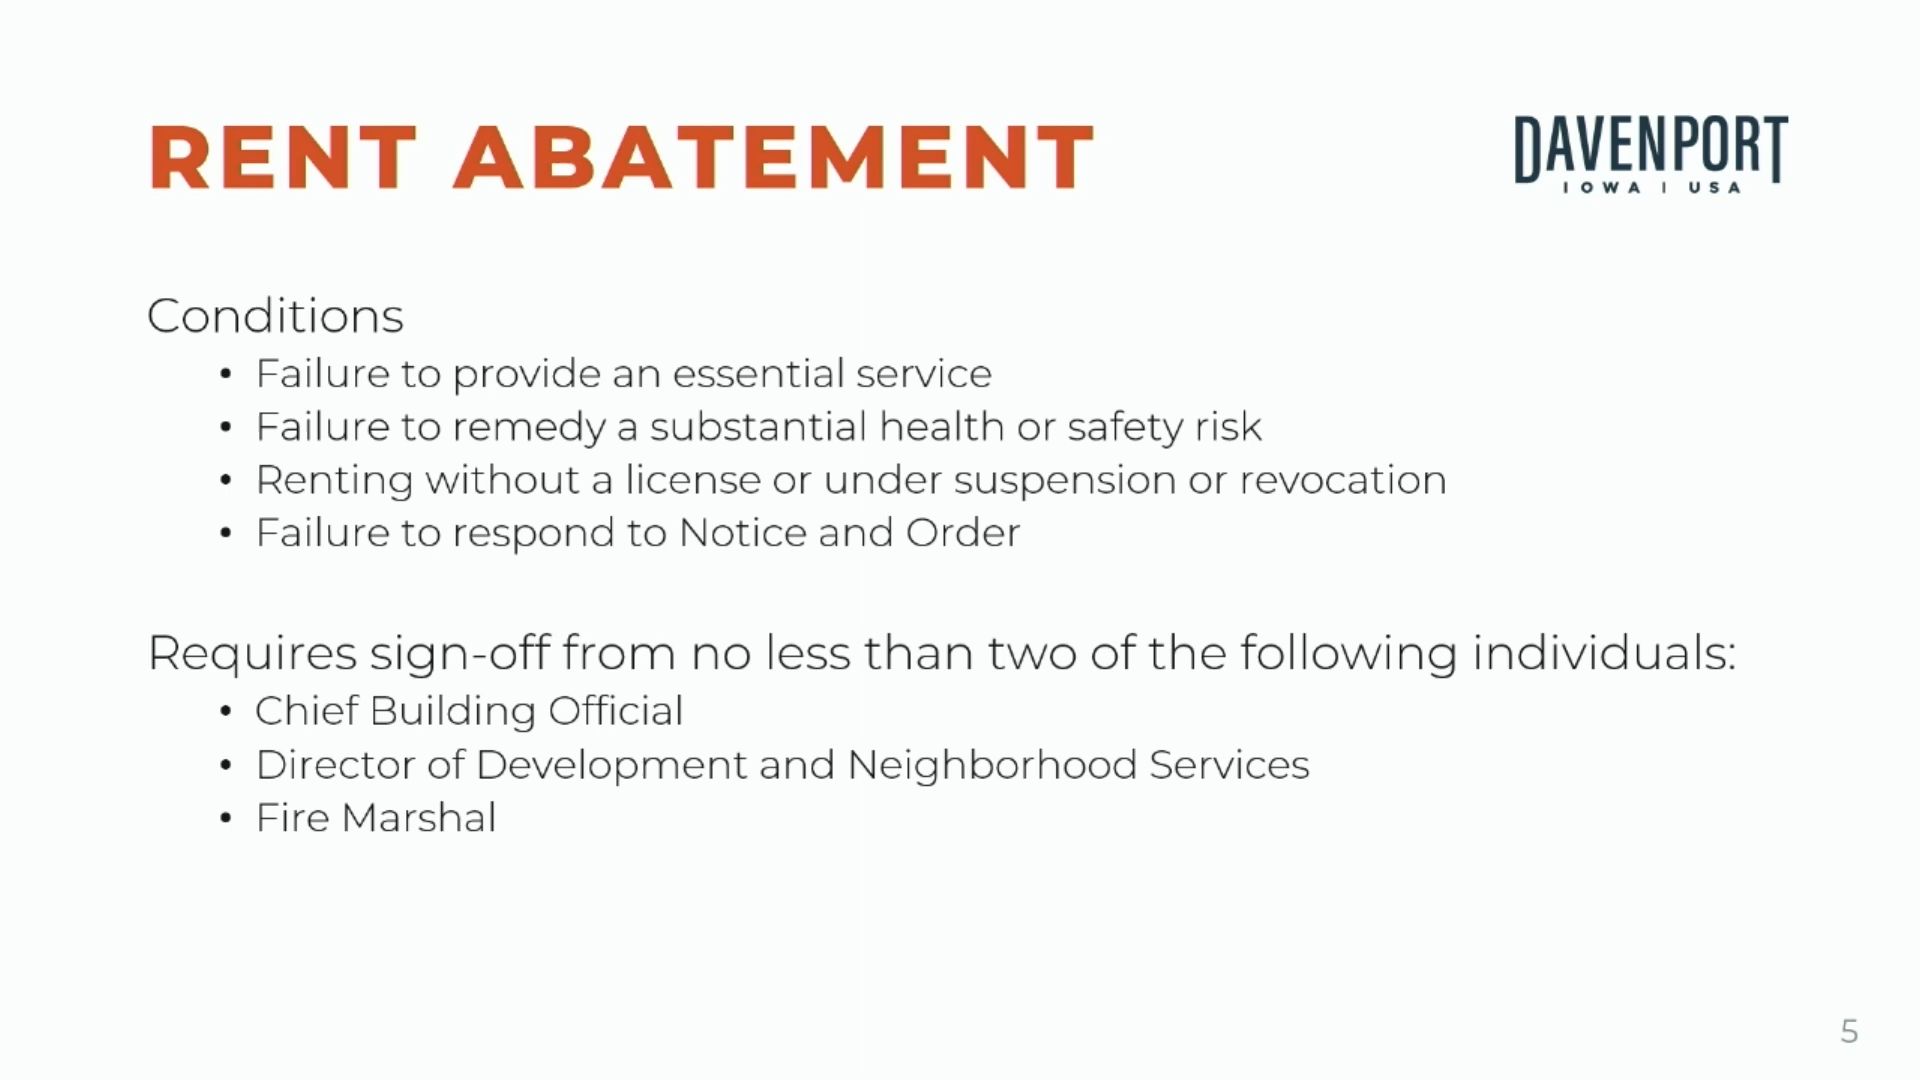 RENT ABATEMENT
DAVENPORT
IOWA | USA
Conditions
• Failure to provide an essential service
• Failure to remedy a substantial health or safety risk
• Renting without a license or under suspension or revocation
• Failure to respond to Notice and Order
Requires sign-off from no less than two of the following individuals:
• Chief Building Official
• Director of Development and Neighborhood Services
• Fire Marshal
5